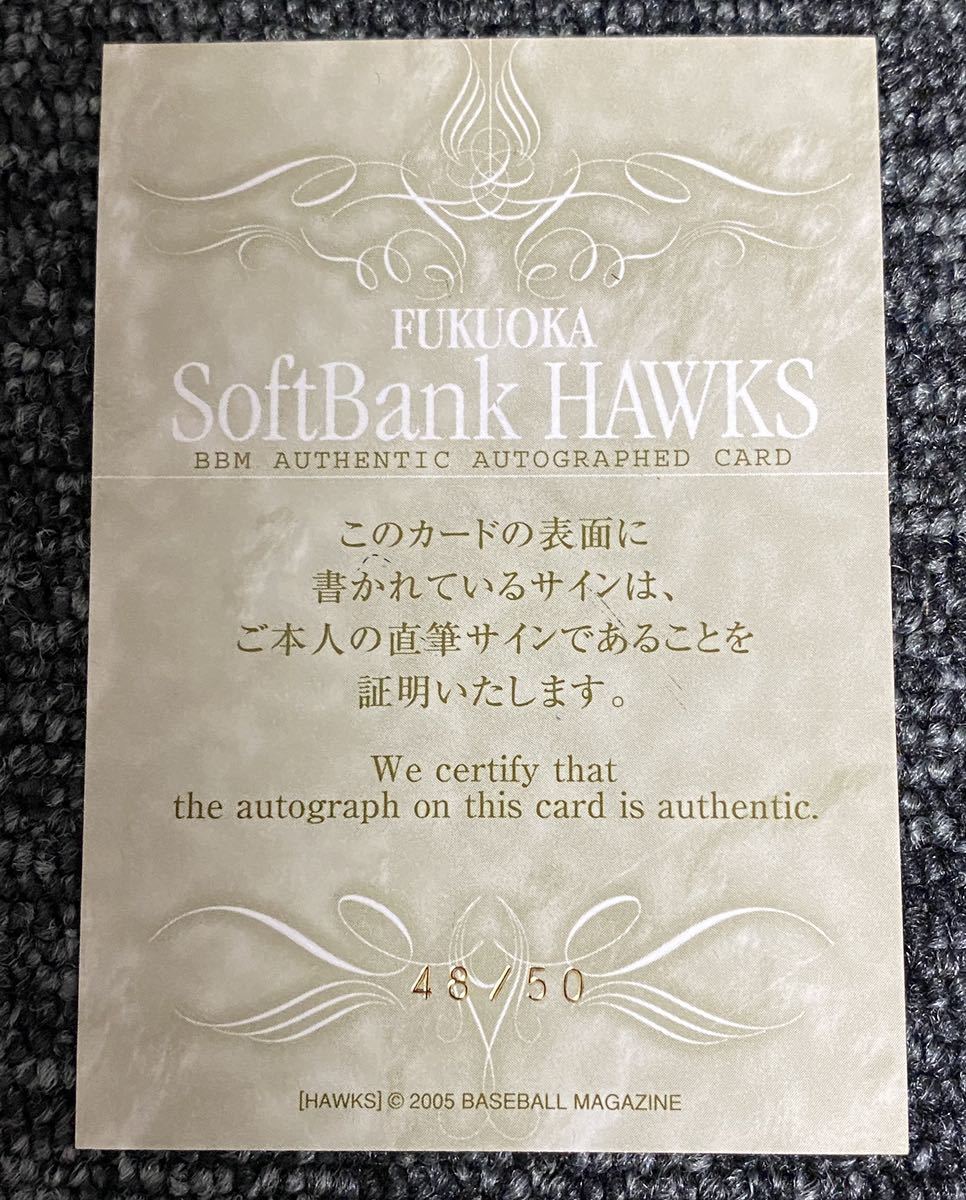 FUKUOKA
SoftBank HAWKS
BBM AUTHENTIC AUTOGRAPHED CARD
このカードの表面に
書かれているサインは、
ご本人の直筆サインであることを
証明いたします。
We certify that
the autograph on this card is authentic.
48/50
[HAWKS] © 2005 BASEBALL MAGAZINE